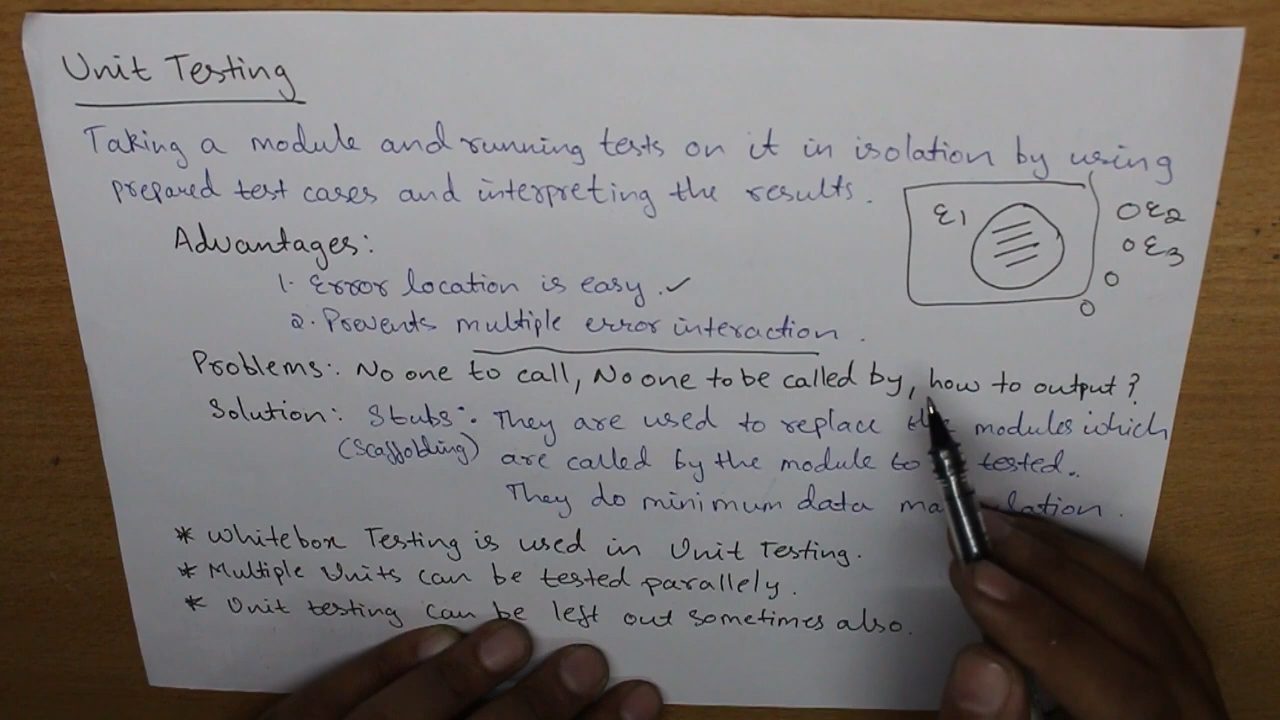 Unit Testing
Taking a module and running tests on it in isolation by using
prepared test cases and interpreting the results.
Ɛ1
Ɛ2
Ɛ3
Advantages:
1. Error location is easy. ✓
2. Prevents multiple error interaction.
Problems: No one to call, No one to be called by, how to output?
Solution: Stubs: They are used to replace the modules which
(Scaffolding) are called by the module to tested.
They do minimum data
* Whitebox Testing is used in Unit Testing.
* Multiple Units can be tested parallely.
* Unit testing can be left out sometimes also.